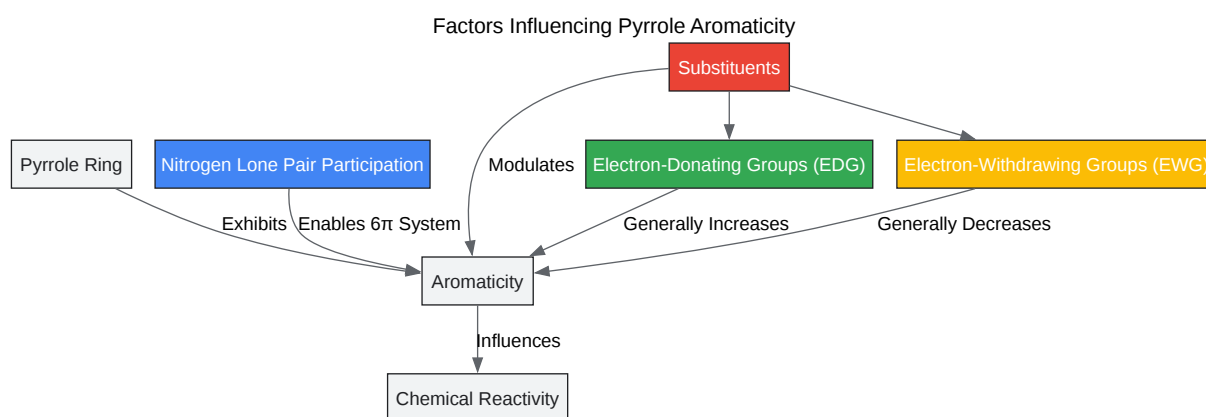 Factors Influencing Pyrrole Aromaticity
Substituents
Pyrrole Ring
Nitrogen Lone Pair Participation
Modulates
Electron-Donating Groups (EDG)
Electron-Withdrawing Groups (EWG)
Exhibits
Enables 6π System
Generally Increases
Generally Decreases
Aromaticity
Influences
Chemical Reactivity